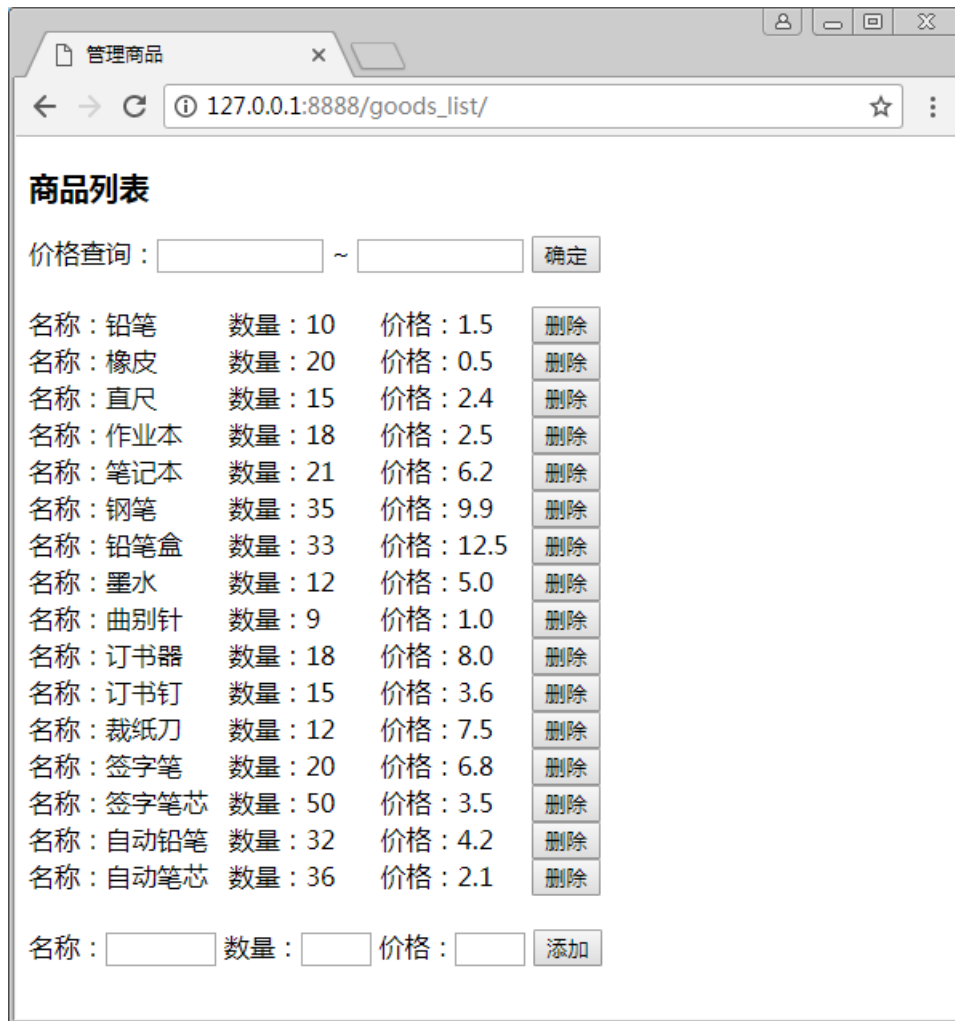 管理商品
127.0.0.1:8888/goods_list/
商品列表
价格查询： ~ 确定
名称：铅笔 数量：10 价格：1.5 删除
名称：橡皮 数量：20 价格：0.5 删除
名称：直尺 数量：15 价格：2.4 删除
名称：作业本 数量：18 价格：2.5 删除
名称：笔记本 数量：21 价格：6.2 删除
名称：钢笔 数量：35 价格：9.9 删除
名称：铅笔盒 数量：33 价格：12.5 删除
名称：墨水 数量：12 价格：5.0 删除
名称：曲别针 数量：9 价格：1.0 删除
名称：订书器 数量：18 价格：8.0 删除
名称：订书钉 数量：15 价格：3.6 删除
名称：裁纸刀 数量：12 价格：7.5 删除
名称：签字笔 数量：20 价格：6.8 删除
名称：签字笔芯 数量：50 价格：3.5 删除
名称：自动铅笔 数量：32 价格：4.2 删除
名称：自动笔芯 数量：36 价格：2.1 删除
名称： 数量： 价格： 添加